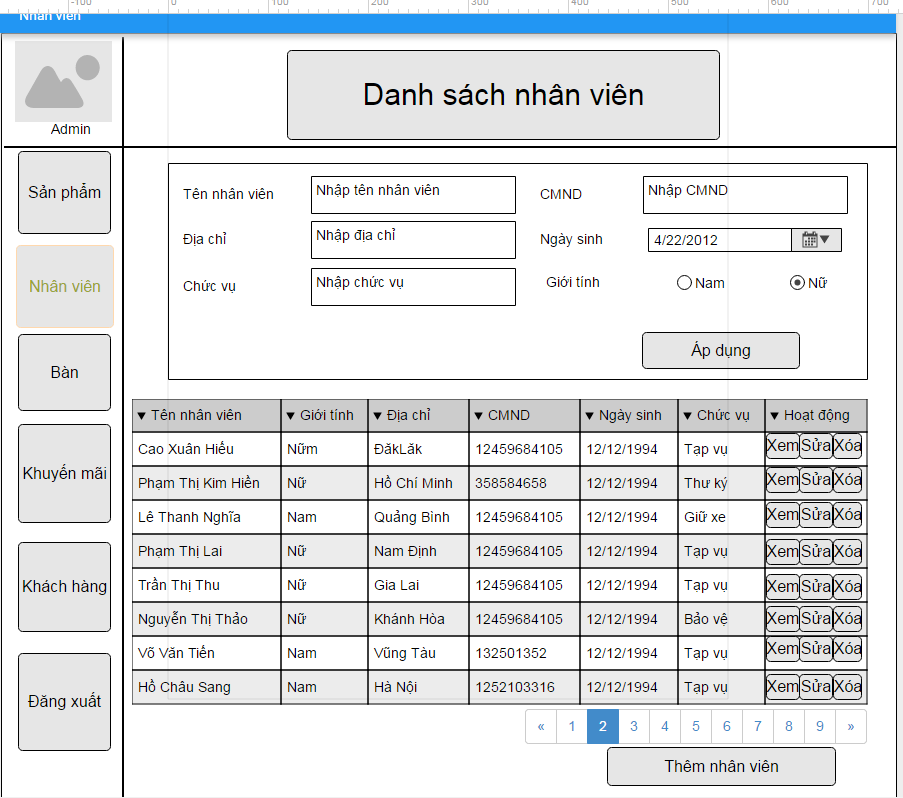 -100 0 100 200 300 400 500 600 700
Nhân viên
Admin
Danh sách nhân viên
Sản phẩm
Nhân viên
Bàn
Khuyến mãi
Khách hàng
Đăng xuất
Tên nhân viên Nhập tên nhân viên CMND Nhập CMND
Địa chỉ Nhập địa chỉ Ngày sinh 4/22/2012
Chức vụ Nhập chức vụ Giới tính Nam Nữ
Áp dụng
Tên nhân viên Giới tính Địa chỉ CMND Ngày sinh Chức vụ Hoạt động
Cao Xuân Hiếu Nữm ĐăkLăk 12459684105 12/12/1994 Tạp vụ Xem Sửa Xóa
Phạm Thị Kim Hiền Nữ Hồ Chí Minh 358584658 12/12/1994 Thư ký Xem Sửa Xóa
Lê Thanh Nghĩa Nam Quảng Bình 12459684105 12/12/1994 Giữ xe Xem Sửa Xóa
Phạm Thị Lai Nữ Nam Định 12459684105 12/12/1994 Tạp vụ Xem Sửa Xóa
Trần Thị Thu Nữ Gia Lai 12459684105 12/12/1994 Tạp vụ Xem Sửa Xóa
Nguyễn Thị Thảo Nữ Khánh Hòa 12459684105 12/12/1994 Bảo vệ Xem Sửa Xóa
Võ Văn Tiến Nam Vũng Tàu 132501352 12/12/1994 Tạp vụ Xem Sửa Xóa
Hồ Châu Sang Nam Hà Nội 1252103316 12/12/1994 Tạp vụ Xem Sửa Xóa
« 1 2 3 4 5 6 7 8 9 »
Thêm nhân viên